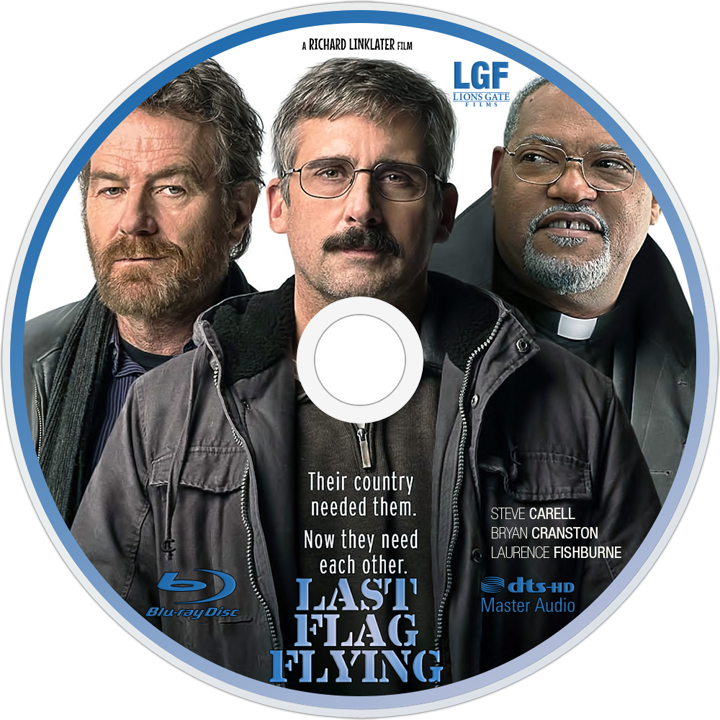 A RICHARD LINKLATER FILM
LGF
LIONS GATE
FILMS
Their country
needed them.
Now they need
each other.
STEVE CARELL
BRYAN CRANSTON
LAURENCE FISHBURNE
Blu-ray Disc
dts-HD
Master Audio
LAST
FLAG
FLYING